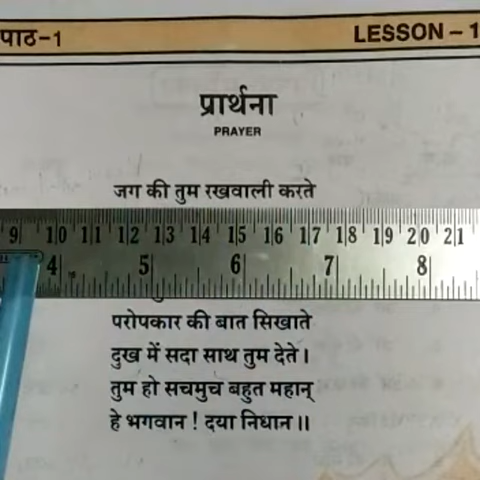 पाठ-1
LESSON – 1
प्रार्थना
PRAYER
जग की तुम रखवाली करते
9 10 11 12 13 14 15 16 17 18 19 20 21
4 5 6 7 8
परोपकार की बात सिखाते
दुख में सदा साथ तुम देते।
तुम हो सचमुच बहुत महान्
हे भगवान ! दया निधान॥